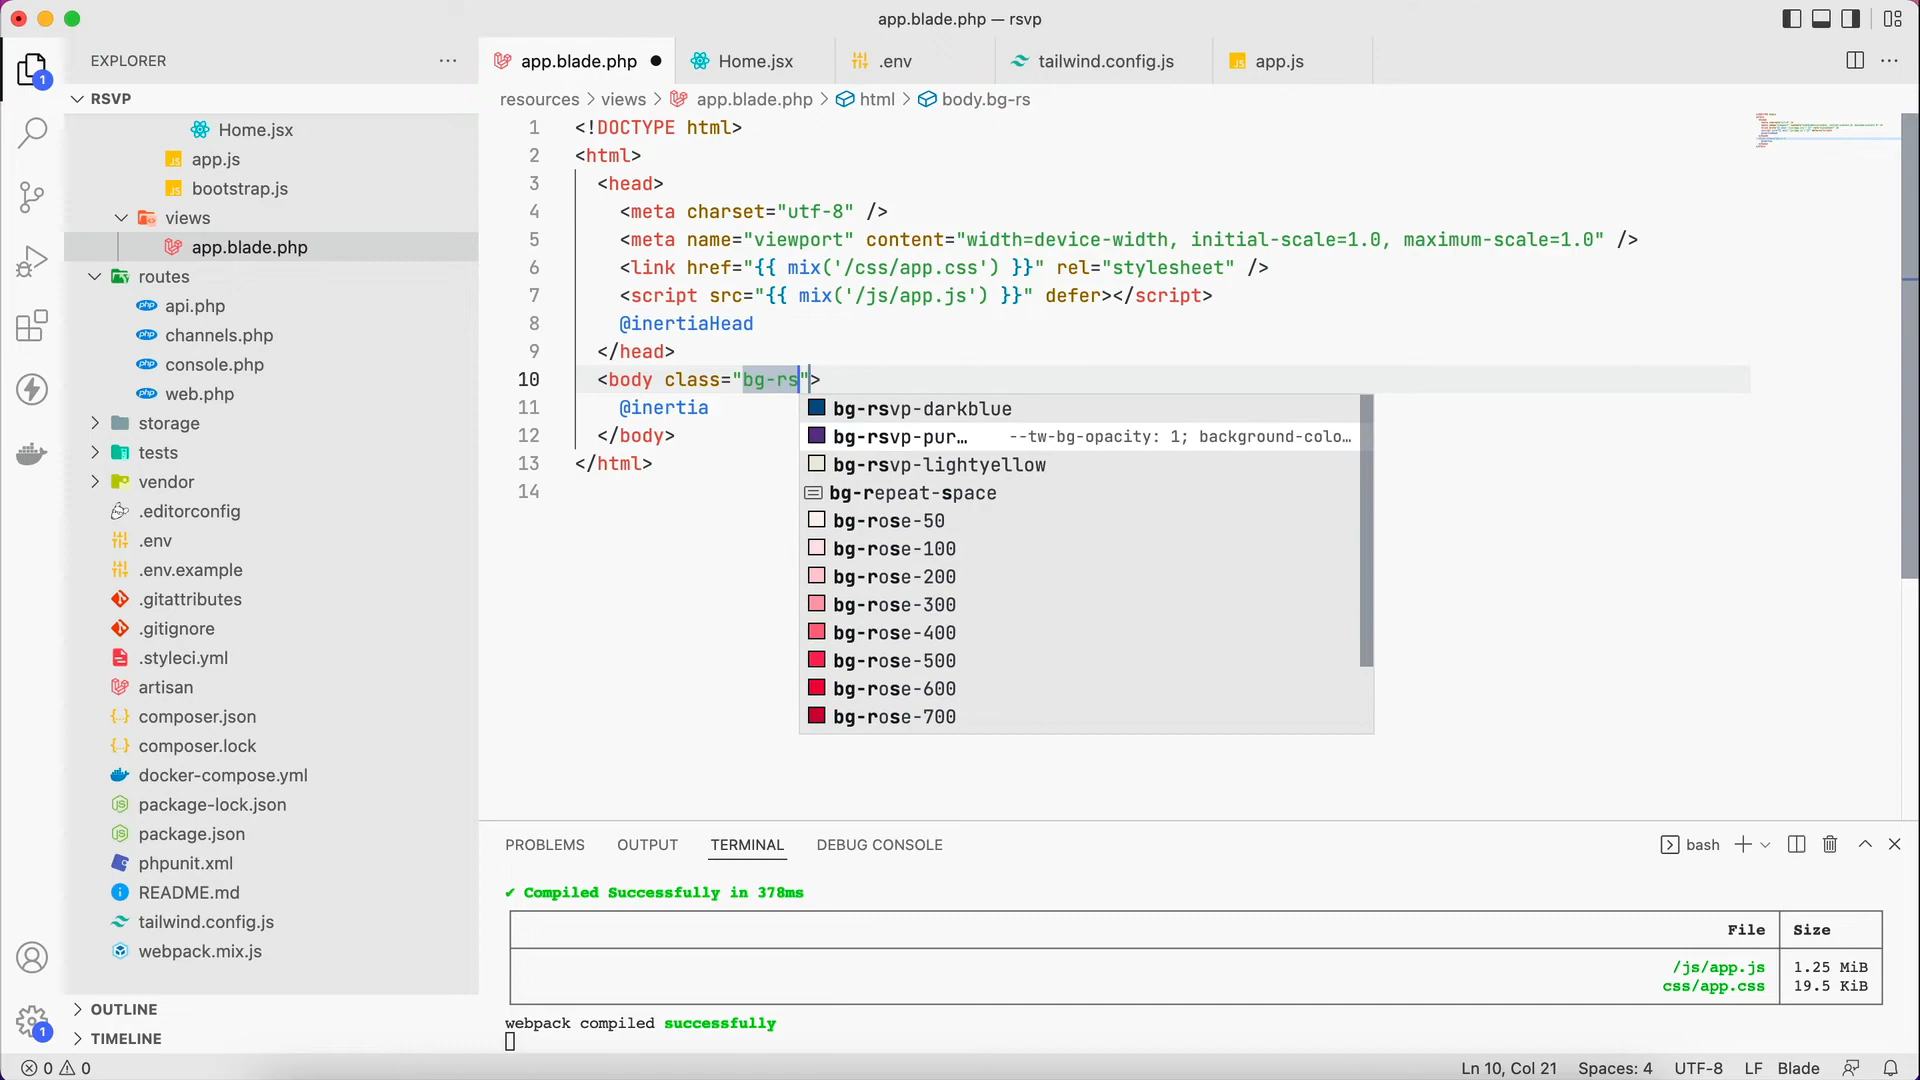 app.blade.php — rsvp
EXPLORER
RSVP
Home.jsx
app.js
bootstrap.js
views
app.blade.php
routes
api.php
channels.php
console.php
web.php
storage
tests
vendor
.editorconfig
.env
.env.example
.gitattributes
.gitignore
.styleci.yml
artisan
composer.json
composer.lock
docker-compose.yml
package-lock.json
package.json
phpunit.xml
README.md
tailwind.config.js
webpack.mix.js
OUTLINE
TIMELINE
1
1
app.blade.php Home.jsx .env tailwind.config.js app.js
resources > views > app.blade.php > html > body.bg-rs
1 <!DOCTYPE html>
2 <html>
3 <head>
4 <meta charset="utf-8" />
5 <meta name="viewport" content="width=device-width, initial-scale=1.0, maximum-scale=1.0" />
6 <link href="{{ mix('/css/app.css') }}" rel="stylesheet" />
7 <script src="{{ mix('/js/app.js') }}" defer></script>
8 @inertiaHead
9 </head>
10 <body class="bg-rs">
11 @inertia
12 </body>
13 </html>
14
bg-rsvp-darkblue
bg-rsvp-pur… --tw-bg-opacity: 1; background-colo…
bg-rsvp-lightyellow
bg-repeat-space
bg-rose-50
bg-rose-100
bg-rose-200
bg-rose-300
bg-rose-400
bg-rose-500
bg-rose-600
bg-rose-700
PROBLEMS OUTPUT TERMINAL DEBUG CONSOLE
bash
✔ Compiled Successfully in 378ms
File Size
/js/app.js 1.25 MiB
css/app.css 19.5 KiB
webpack compiled successfully
0 0
Ln 10, Col 21 Spaces: 4 UTF-8 LF Blade